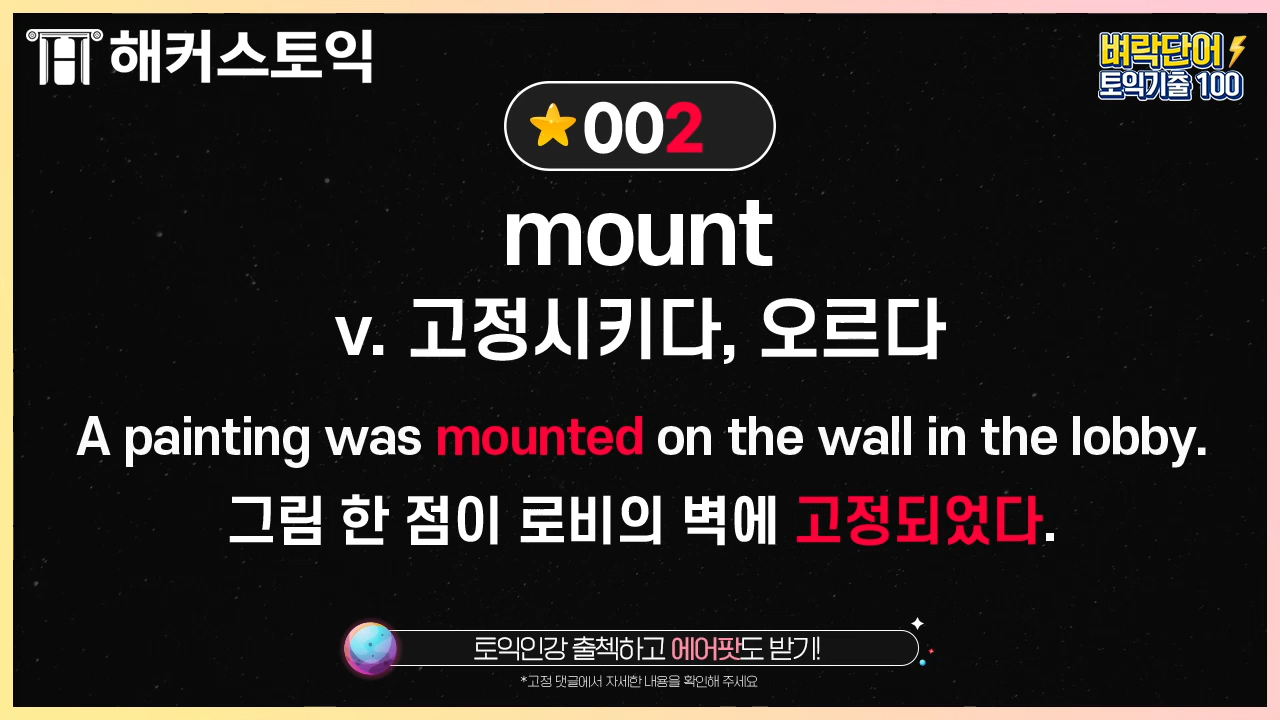 해커스토익
벼락단어
토익기출 100
002
mount
v. 고정시키다, 오르다
A painting was mounted on the wall in the lobby.
그림 한 점이 로비의 벽에 고정되었다.
토익인강 출첵하고 에어팟도 받기!
*고정 댓글에서 자세한 내용을 확인해 주세요